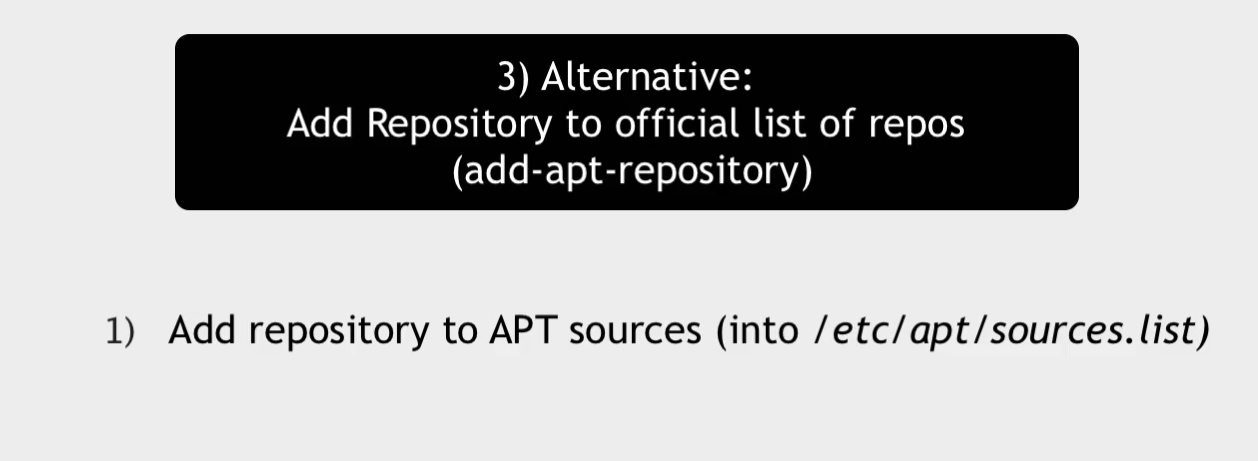 3) Alternative:
Add Repository to official list of repos
(add-apt-repository)
1) Add repository to APT sources (into /etc/apt/sources.list)